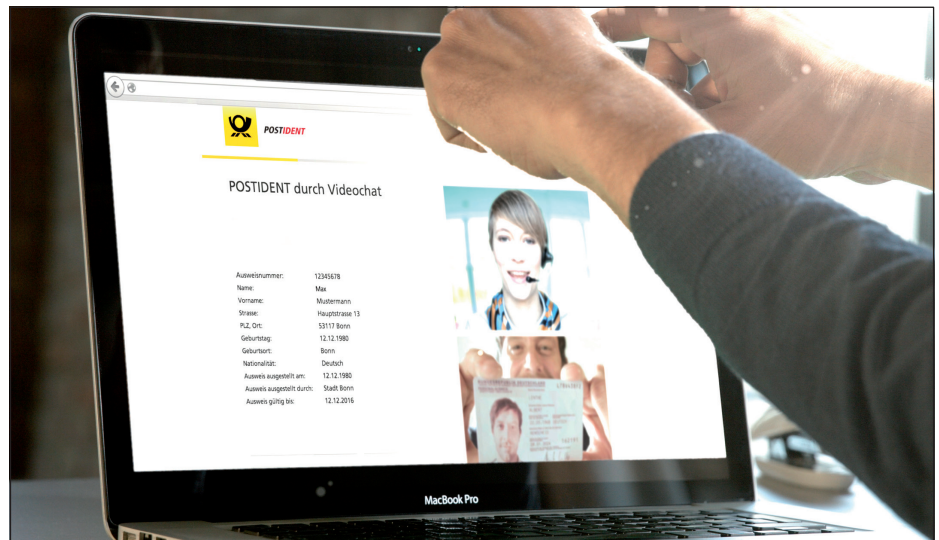 POSTIDENT
POSTIDENT durch Videochat
Ausweisnummer: 12345678
Name: Max
Vorname: Mustermann
Strasse: Hauptstrasse 13
PLZ, Ort: 53117 Bonn
Geburtstag: 12.12.1980
Geburtsort: Bonn
Nationalität: Deutsch
Ausweis ausgestellt am: 12.12.1980
Ausweis ausgestellt durch: Stadt Bonn
Ausweis gültig bis: 12.12.2016
MacBook Pro